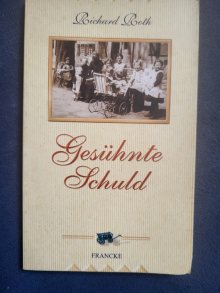 Richard Roth
Gesühnte
Schuld
FRANCKE